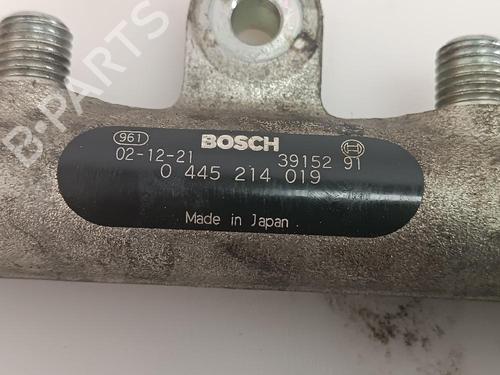 B-PARTS
961
BOSCH
02-12-21 39152 91
0 445 214 019
Made in Japan